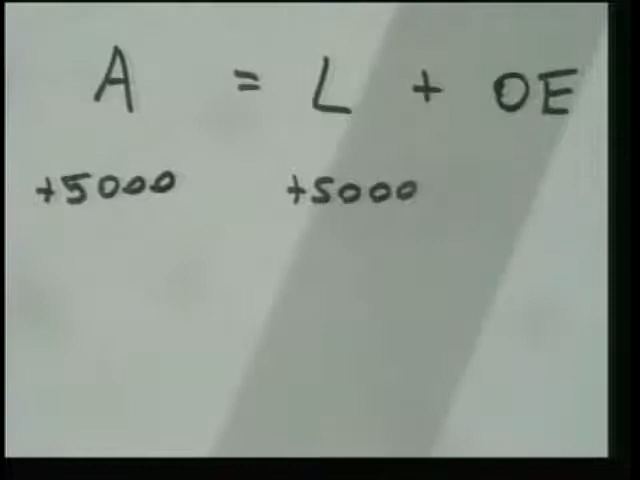 A = L + OE
+5000 +5000